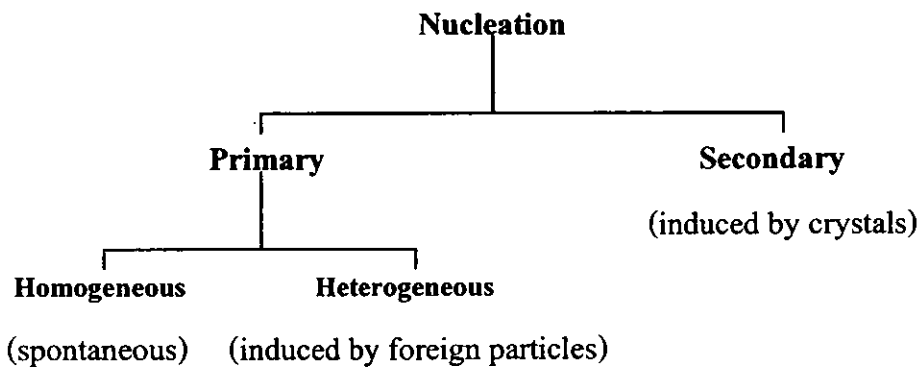 Nucleation
Primary Secondary
(induced by crystals)
Homogeneous Heterogeneous
(spontaneous) (induced by foreign particles)